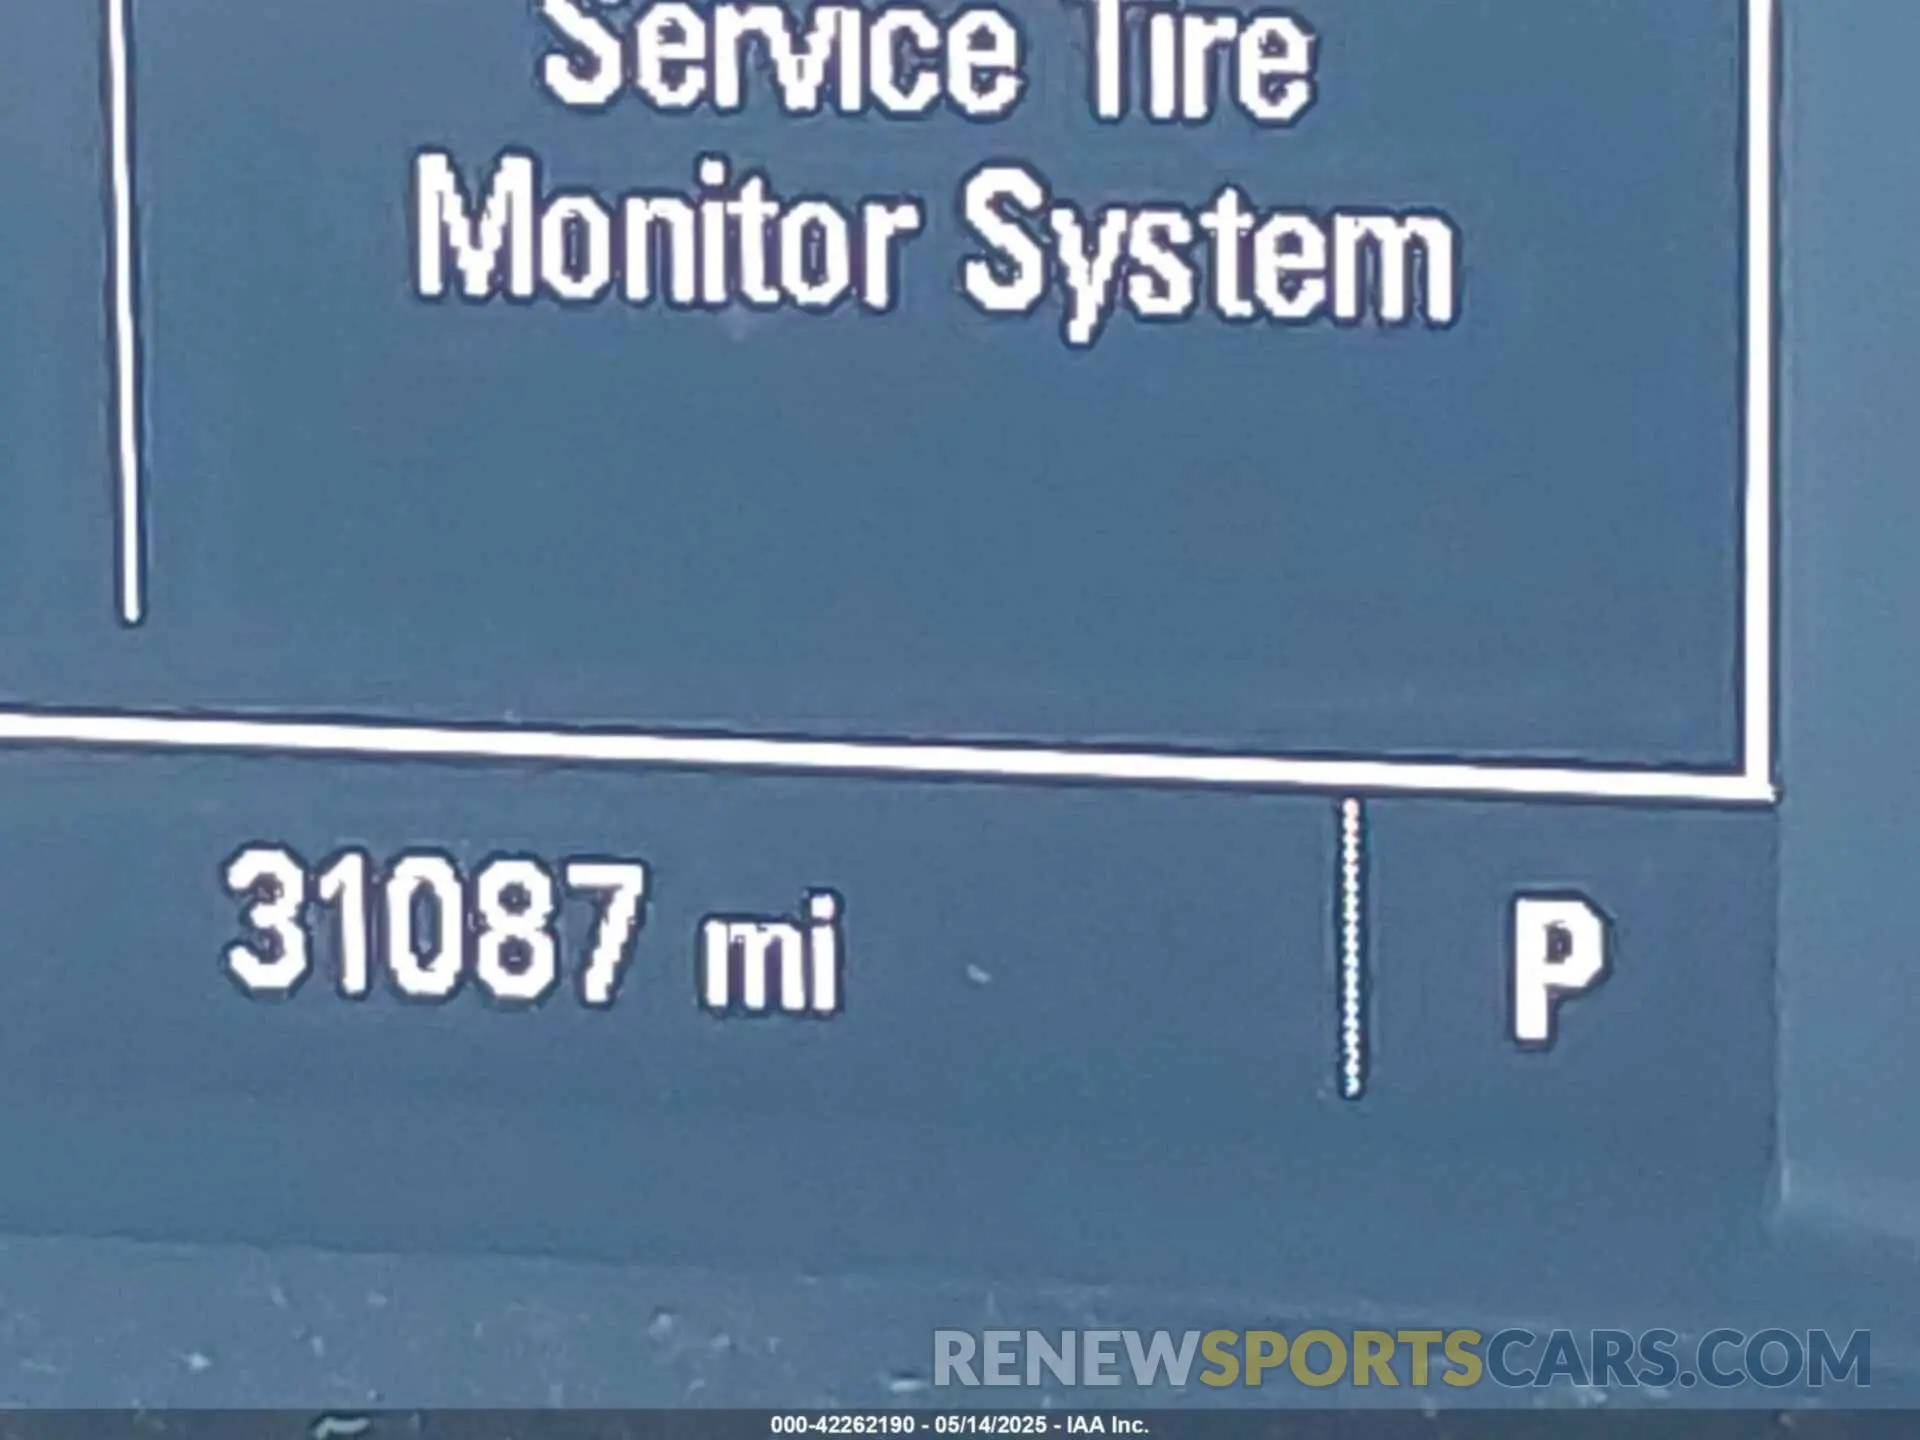 Service Tire
Monitor System
31087 mi
P
RENEWSPORTSCARS.COM
000-42262190 - 05/14/2025 - IAA Inc.